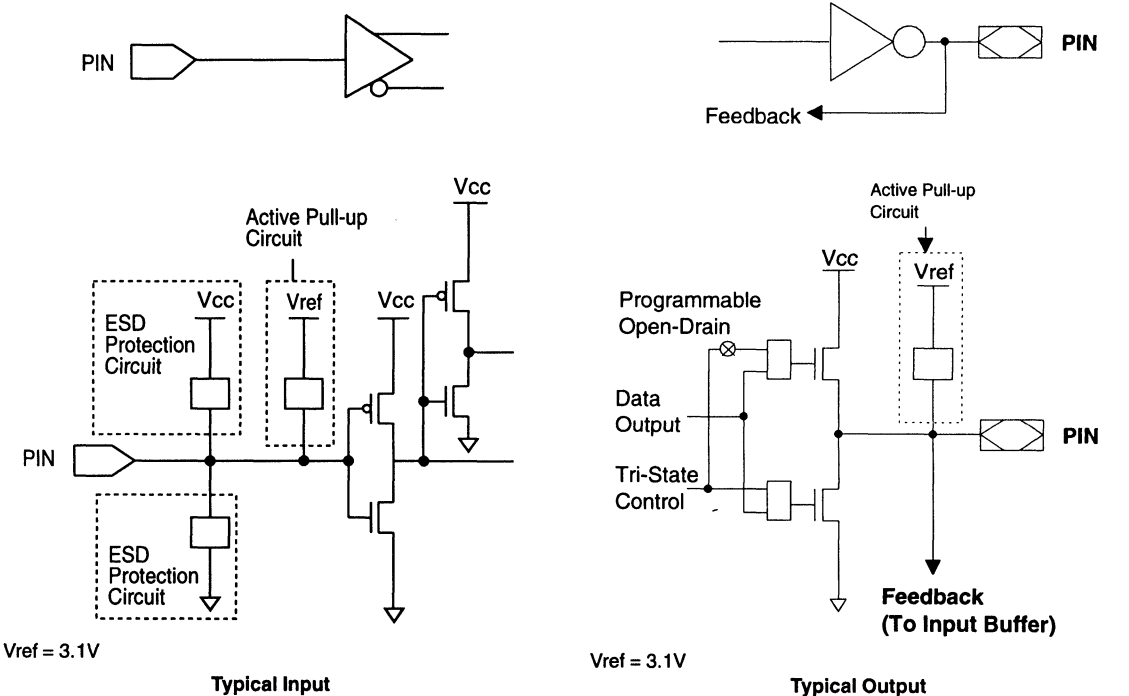 PIN
PIN
Feedback
Vcc
Active Pull-up
Circuit
Vcc
Vref
Vcc
ESD
Protection
Circuit
PIN
ESD
Protection
Circuit
Vref = 3.1V
Typical Input
Active Pull-up
Circuit
Vcc
Vref
Programmable
Open-Drain
Data
Output
PIN
Tri-State
Control
Feedback
(To Input Buffer)
Vref = 3.1V
Typical Output